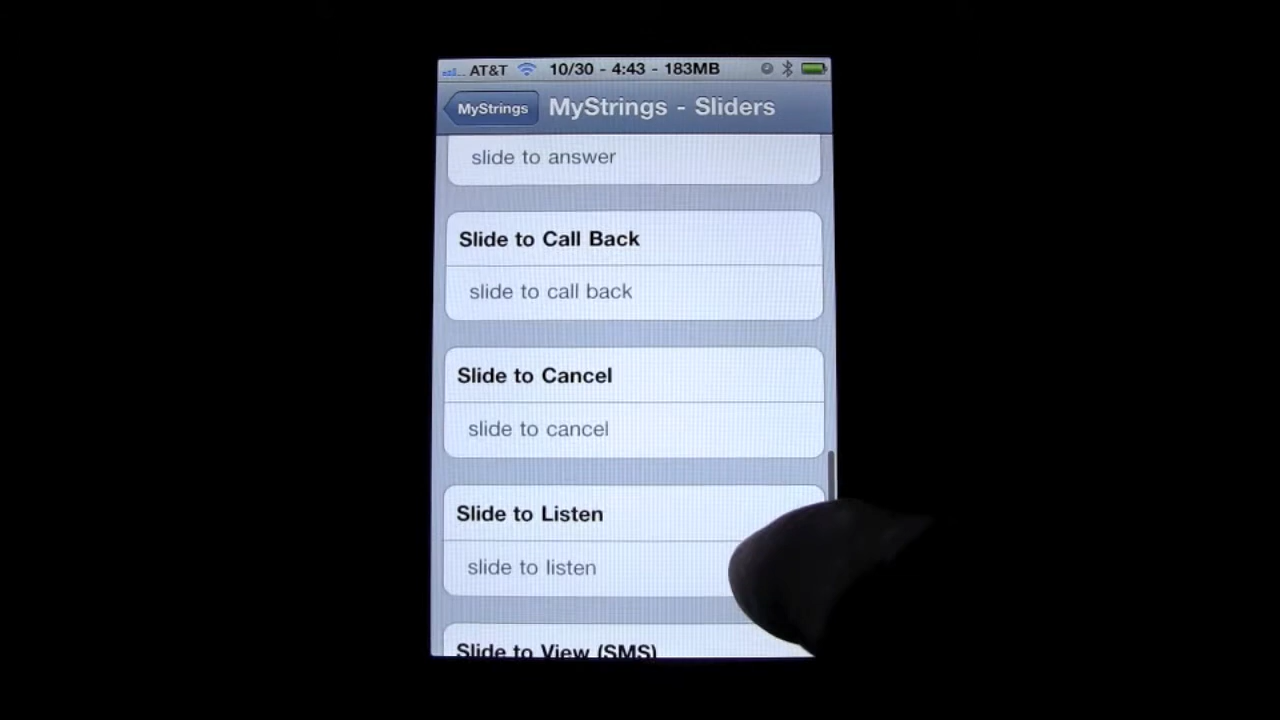 AT&T 10/30 - 4:43 - 183MB
MyStrings MyStrings - Sliders
slide to answer
Slide to Call Back
slide to call back
Slide to Cancel
slide to cancel
Slide to Listen
slide to listen
Slide to View (SMS)